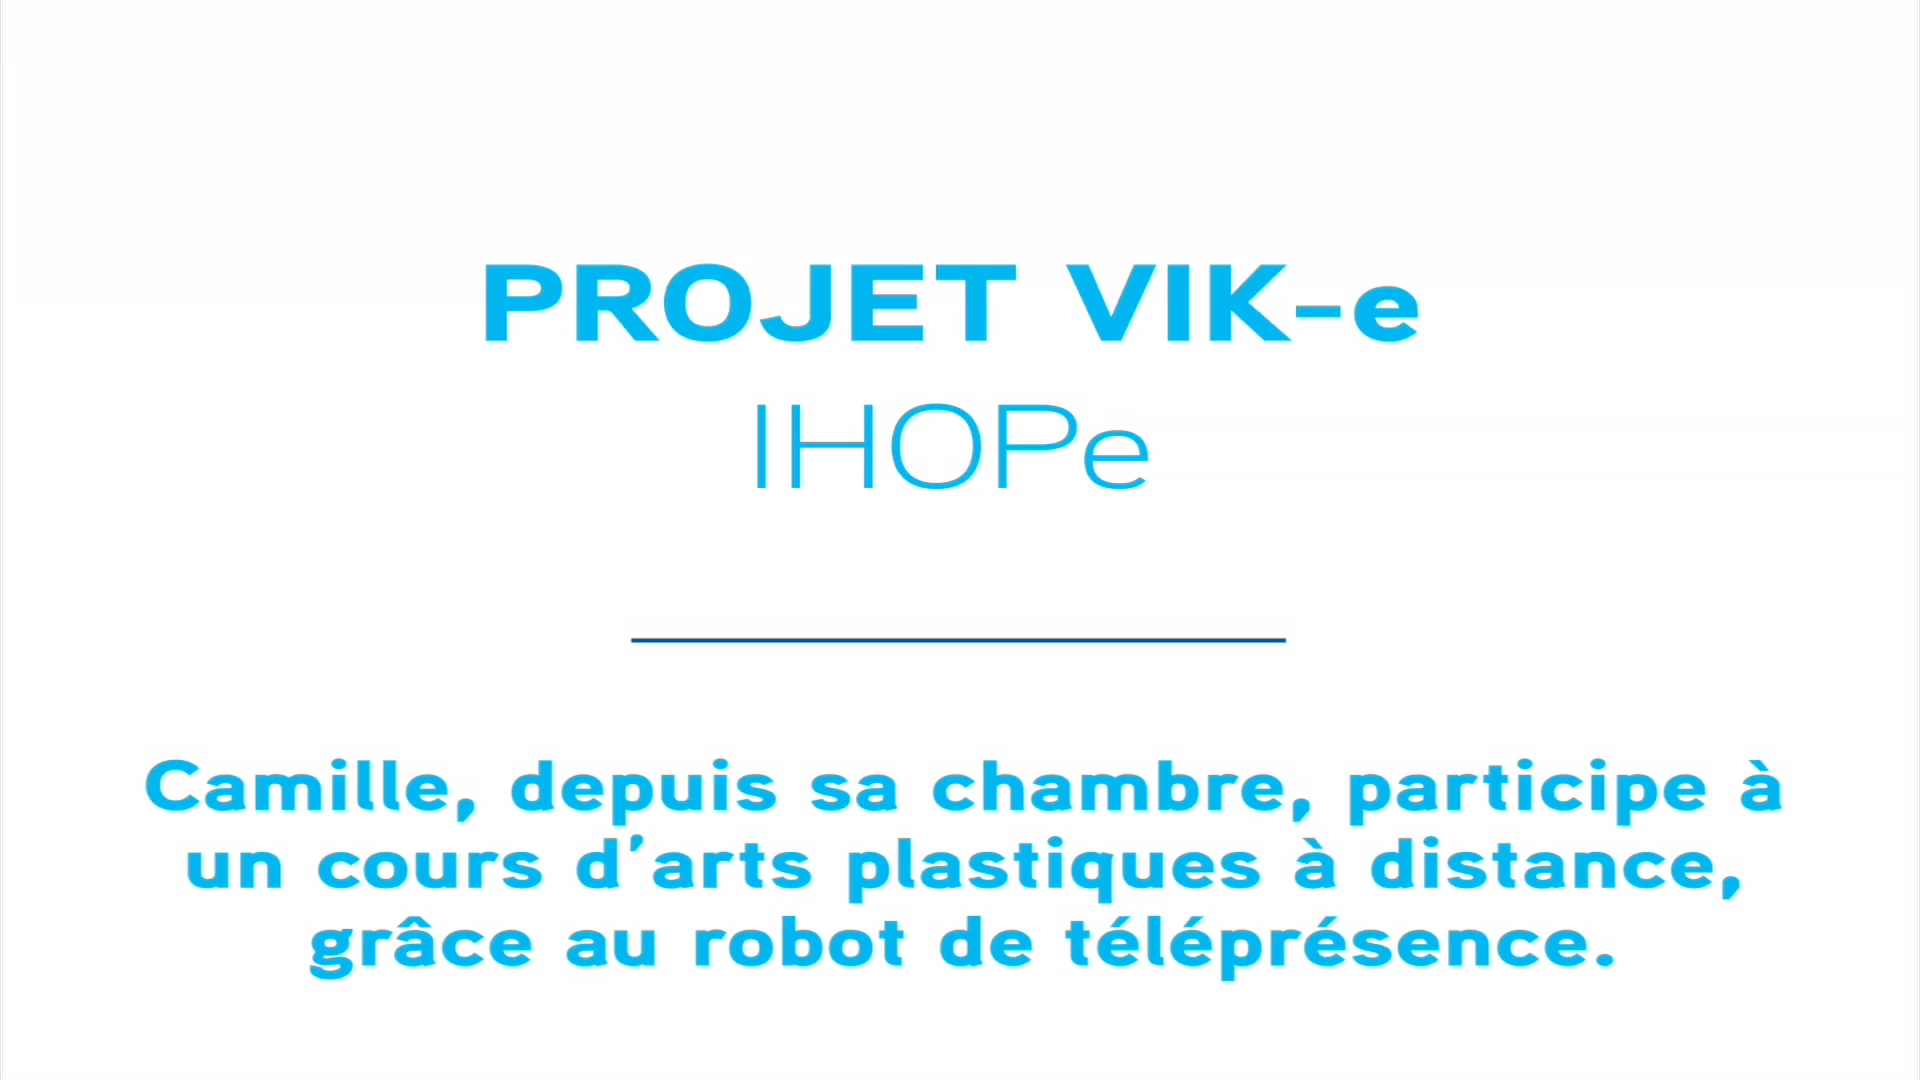 PROJET VIK-e
IHOPe
Camille, depuis sa chambre, participe à
un cours d’arts plastiques à distance,
grâce au robot de téléprésence.